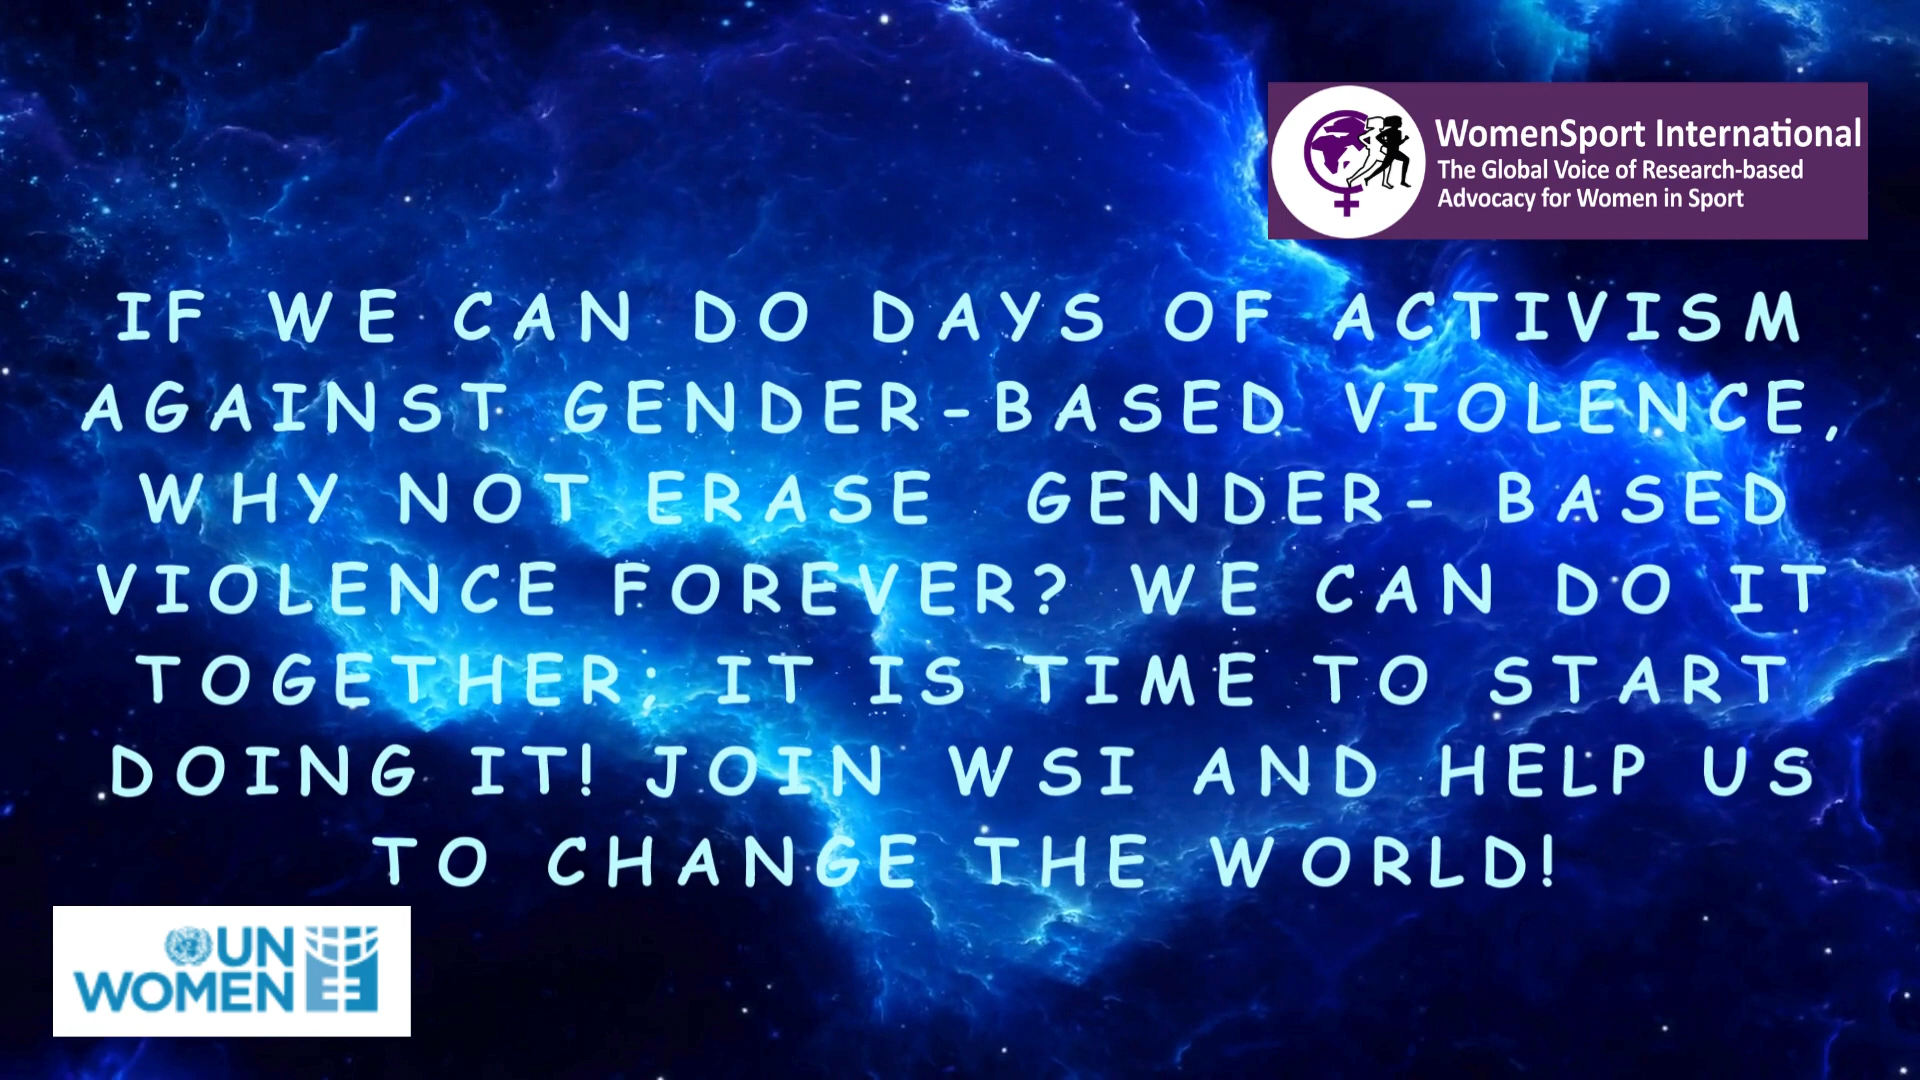 WomenSport International
The Global Voice of Research-based
Advocacy for Women in Sport
IF WE CAN DO DAYS OF ACTIVISM
AGAINST GENDER-BASED VIOLENCE,
WHY NOT ERASE  GENDER- BASED
VIOLENCE FOREVER? WE CAN DO IT
TOGETHER; IT IS TIME TO START
DOING IT! JOIN WSI AND HELP US
TO CHANGE THE WORLD!
UN
WOMEN